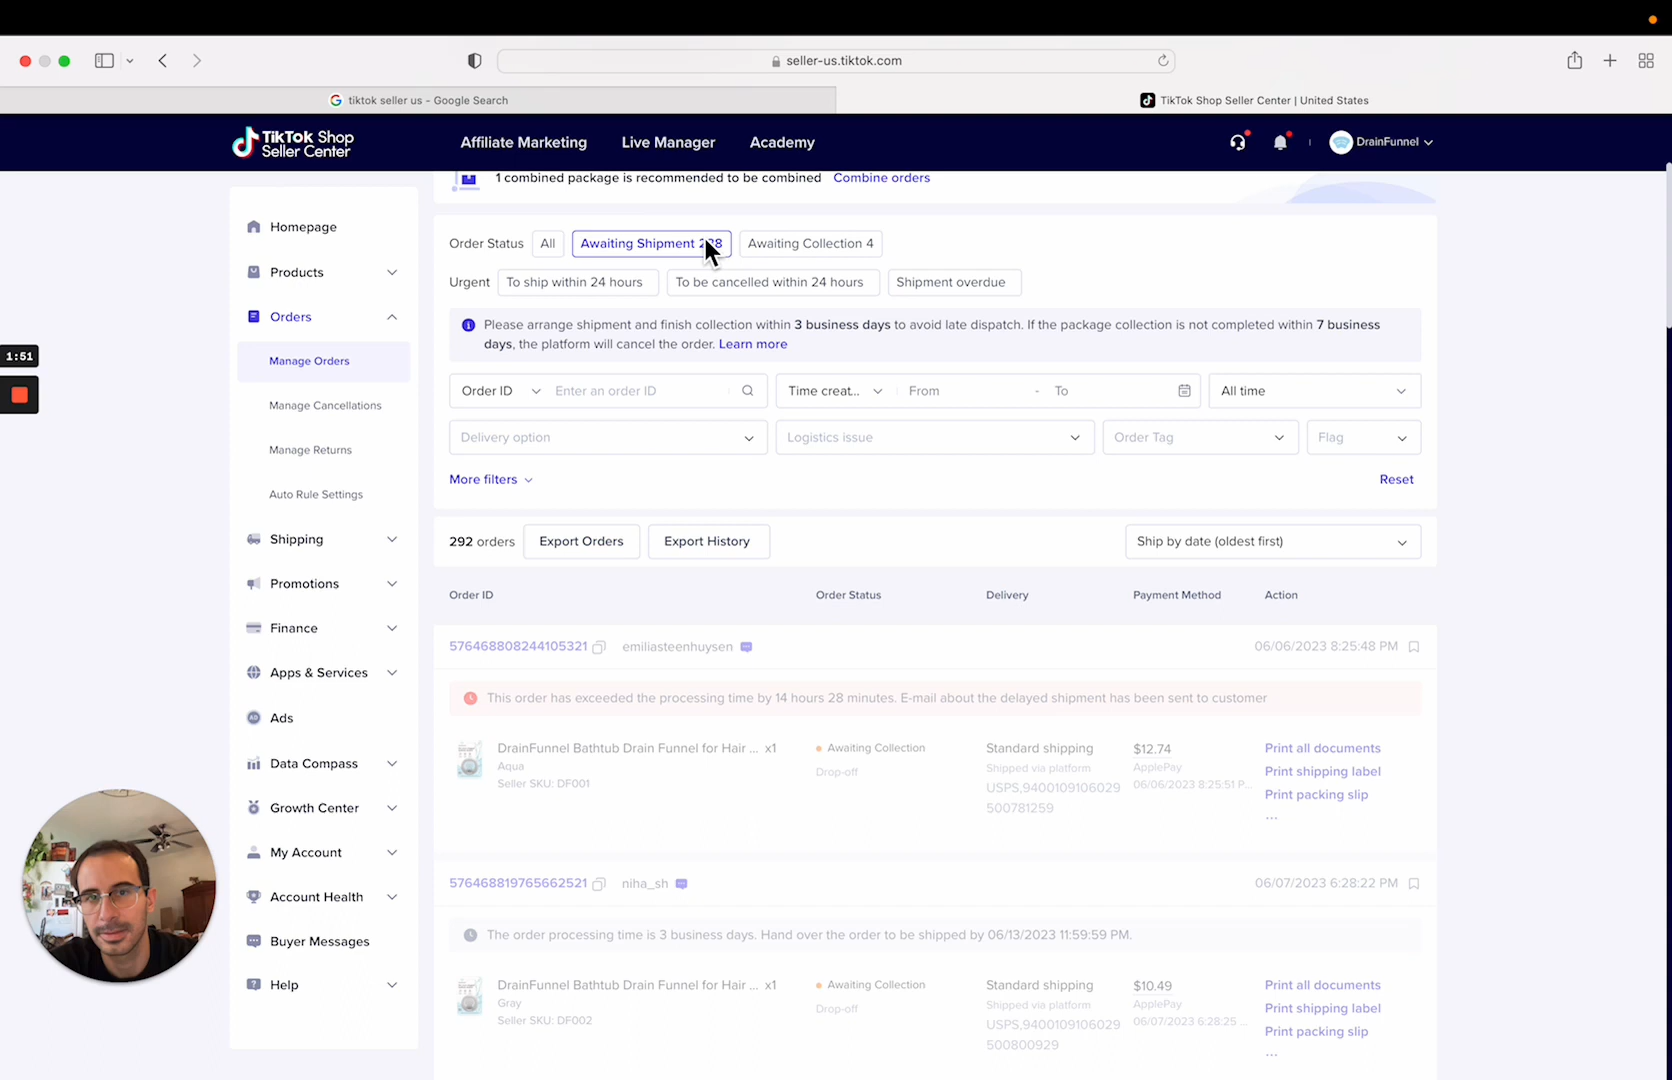 seller-us.tiktok.com
tiktok seller us - Google Search
TikTok Shop Seller Center | United States
TikTok Shop
Seller Center
Affiliate Marketing
Live Manager
Academy
DrainFunnel
1 combined package is recommended to be combined Combine orders
Homepage
Products
Orders
Manage Orders
Manage Cancellations
Manage Returns
Auto Rule Settings
Shipping
Promotions
Finance
Apps & Services
Ads
Data Compass
Growth Center
My Account
Account Health
Buyer Messages
Help
1:51
Order Status All Awaiting Shipment Awaiting Collection 4
Urgent To ship within 24 hours To be cancelled within 24 hours Shipment overdue
Please arrange shipment and finish collection within 3 business days to avoid late dispatch. If the package collection is not completed within 7 business
days, the platform will cancel the order. Learn more
Order ID Enter an order ID Time creat... From - To All time
Delivery option Logistics issue Order Tag Flag
More filters Reset
292 orders Export Orders Export History Ship by date (oldest first)
Order ID Order Status Delivery Payment Method Action
576468808244105321 emiliasteenhuysen 06/06/2023 8:25:48 PM
This order has exceeded the processing time by 14 hours 28 minutes. E-mail about the delayed shipment has been sent to customer
DrainFunnel Bathtub Drain Funnel for Hair ... x1
Aqua
Seller SKU: DF001
Awaiting Collection
Drop-off
Standard shipping
Shipped via platform
USPS,9400109106029
500781259
$12.74
ApplePay
06/06/2023 8:25:51 P...
Print all documents
Print shipping label
Print packing slip
...
576468819765662521 niha_sh 06/07/2023 6:28:22 PM
The order processing time is 3 business days. Hand over the order to be shipped by 06/13/2023 11:59:59 PM.
DrainFunnel Bathtub Drain Funnel for Hair ... x1
Gray
Seller SKU: DF002
Awaiting Collection
Drop-off
Standard shipping
Shipped via platform
USPS,9400109106029
500800929
$10.49
ApplePay
06/07/2023 6:28:25 ...
Print all documents
Print shipping label
Print packing slip
...